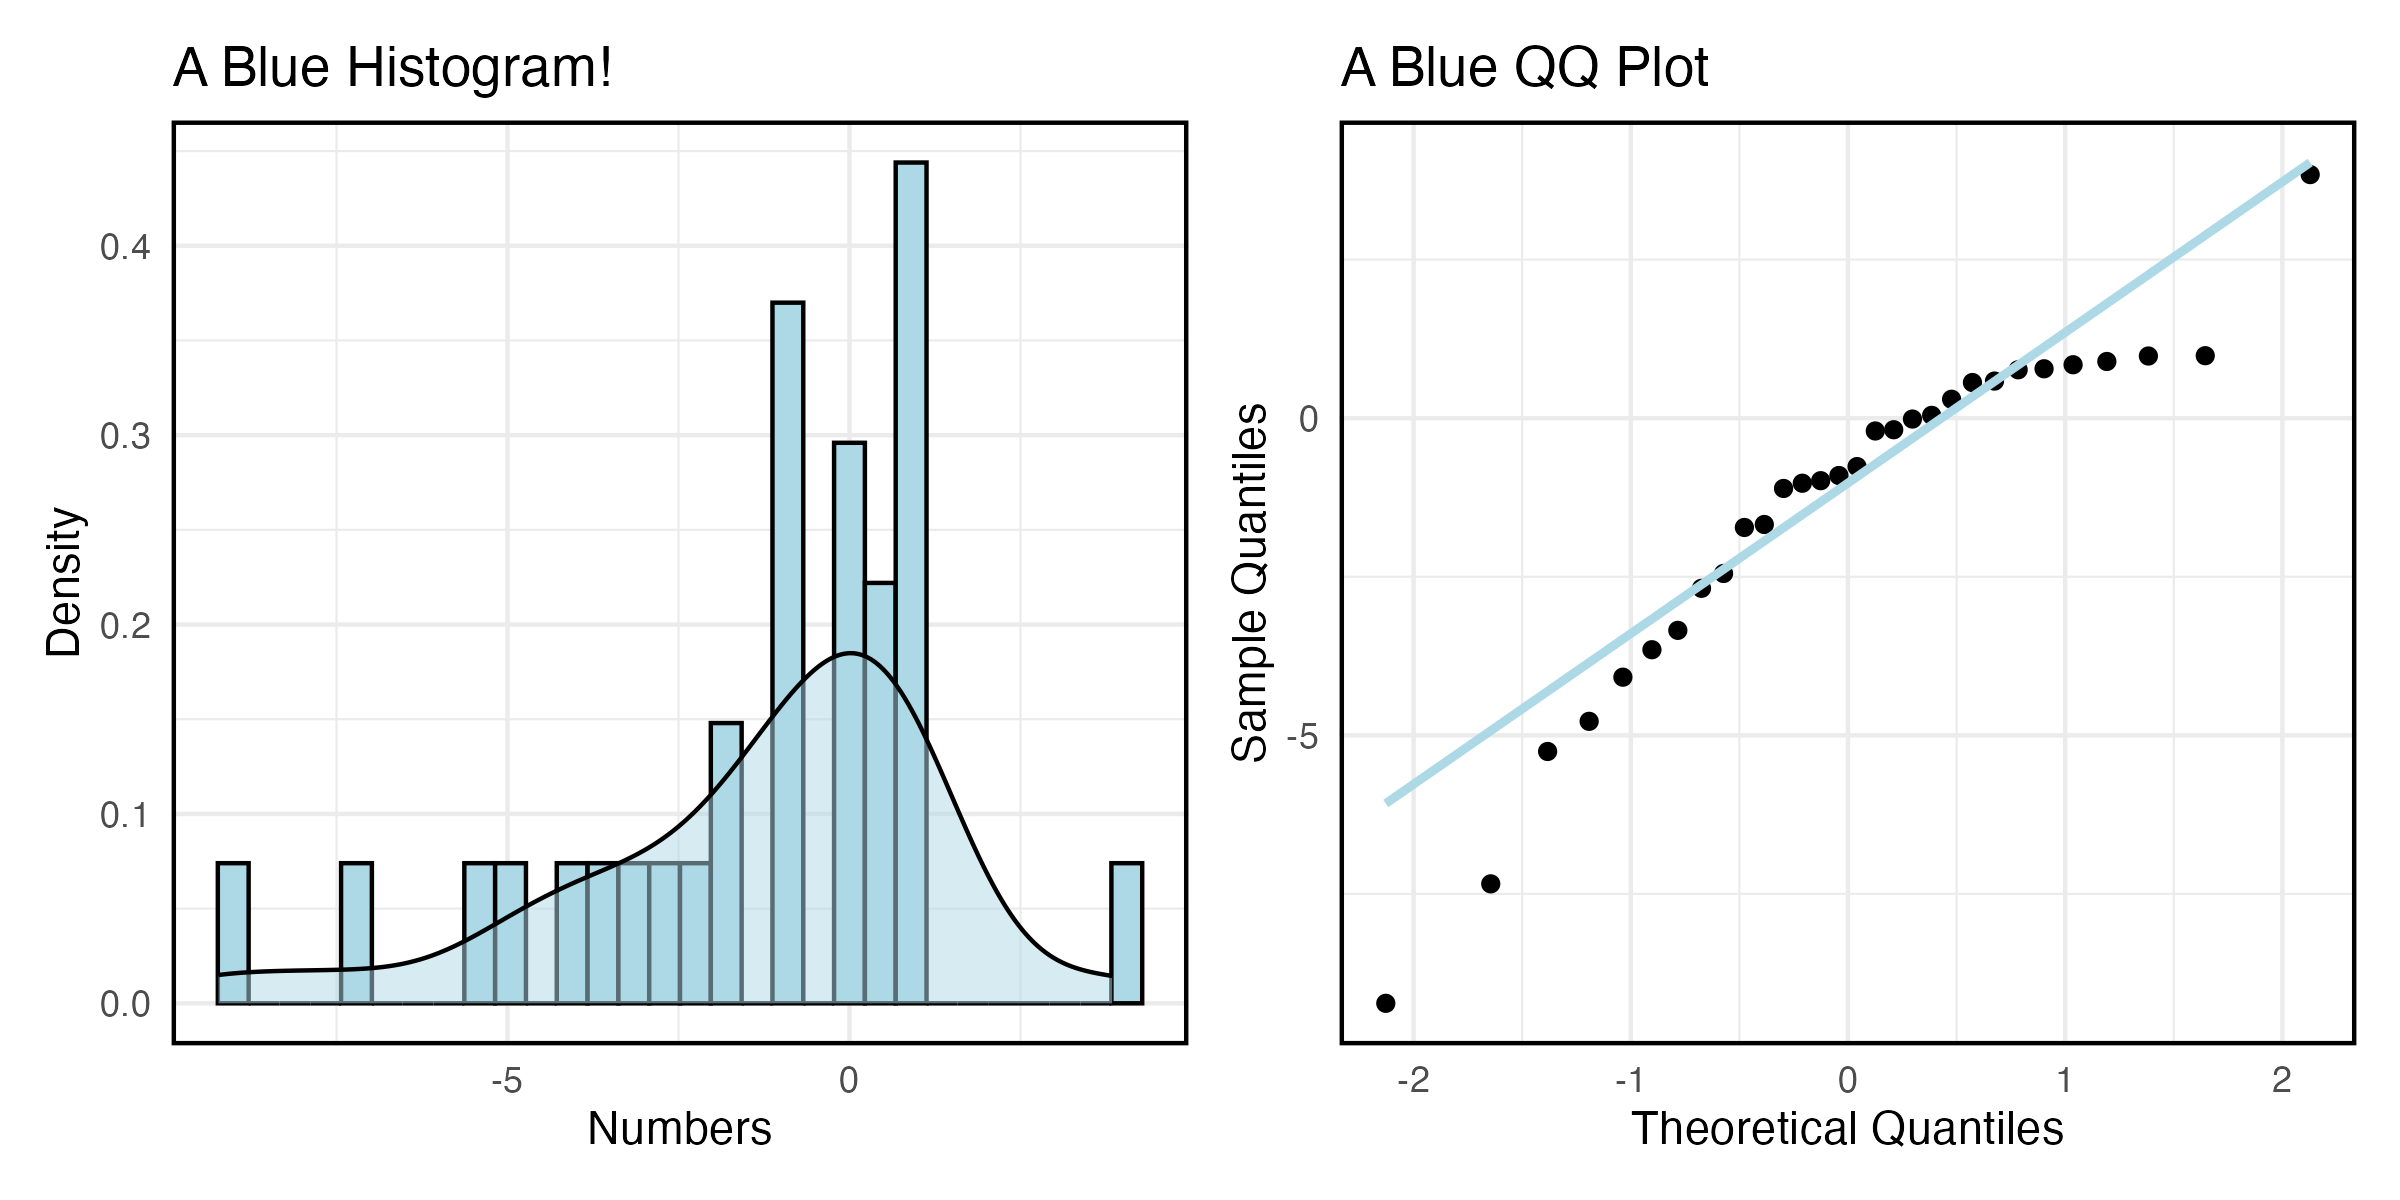 A Blue Histogram!
Density
0.4
0.3
0.2
0.1
0.0
-5 0
Numbers
A Blue QQ Plot
Sample Quantiles
0
-5
-2 -1 0 1 2
Theoretical Quantiles